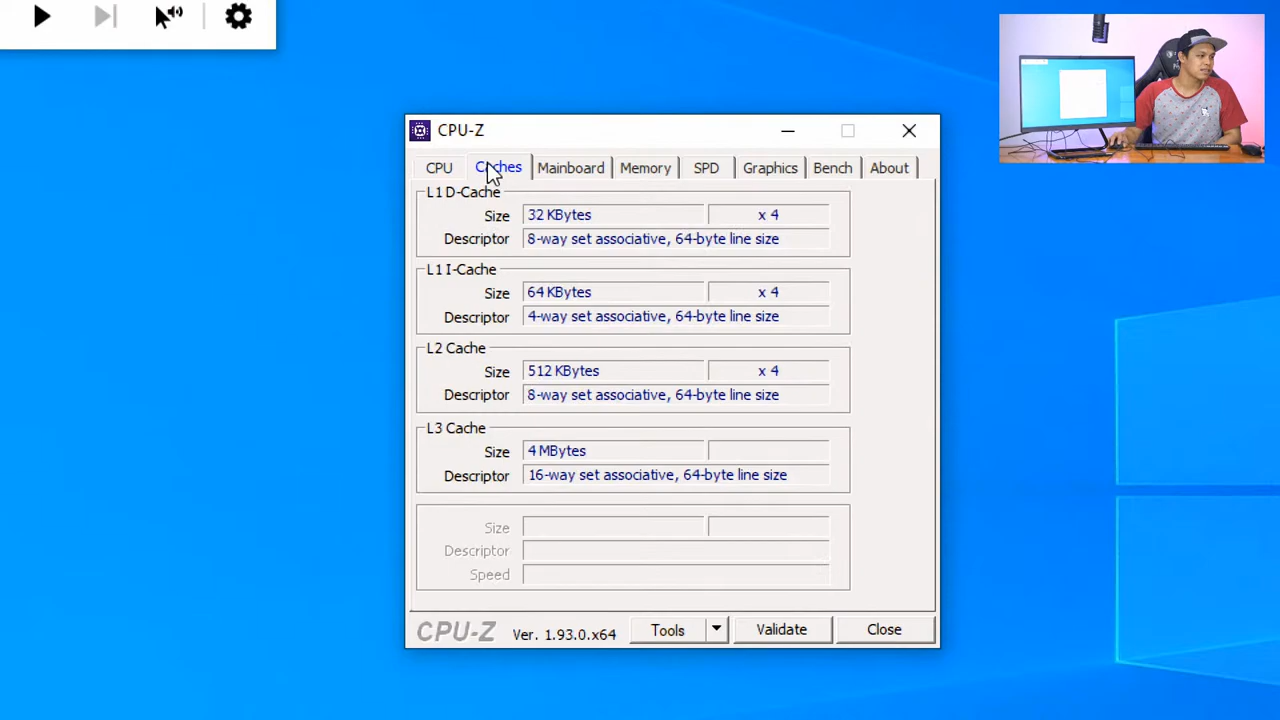 CPU-Z
CPU Caches Mainboard Memory SPD Graphics Bench About
L1 D-Cache
Size 32 KBytes x 4
Descriptor 8-way set associative, 64-byte line size
L1 I-Cache
Size 64 KBytes x 4
Descriptor 4-way set associative, 64-byte line size
L2 Cache
Size 512 KBytes x 4
Descriptor 8-way set associative, 64-byte line size
L3 Cache
Size 4 MBytes
Descriptor 16-way set associative, 64-byte line size
Size
Descriptor
Speed
CPU-Z Ver. 1.93.0.x64 Tools Validate Close